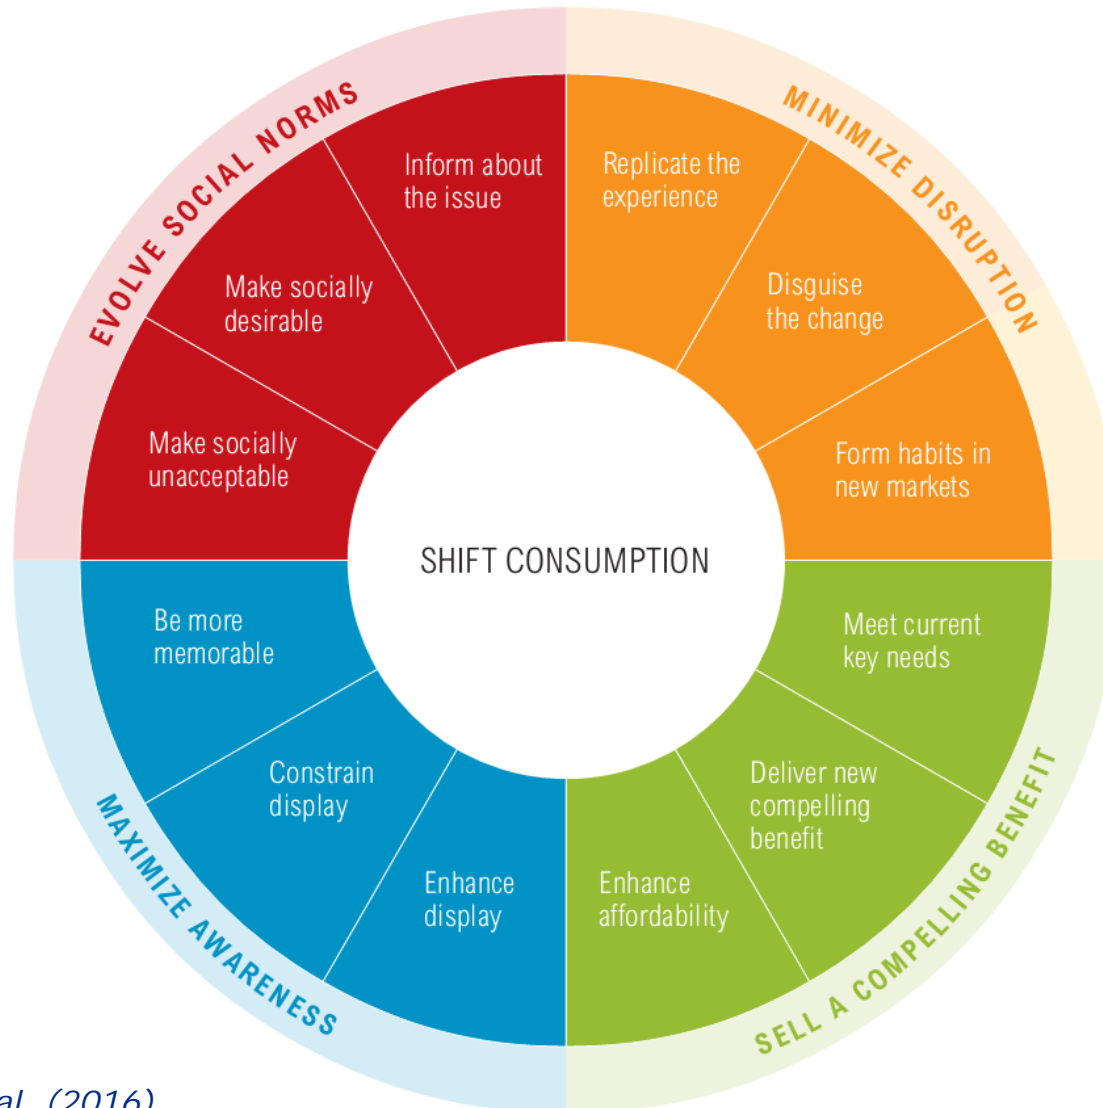 EVOLVE SOCIAL NORMS
MINIMIZE DISRUPTION
Inform about
the issue
Replicate the
experience
Make socially
desirable
Disguise
the change
Make socially
unacceptable
Form habits in
new markets
SHIFT CONSUMPTION
Be more
memorable
Meet current
key needs
Constrain
display
Deliver new
compelling
benefit
Enhance
display
Enhance
affordability
MAXIMIZE AWARENESS
SELL A COMPELLING BENEFIT
al. (2016)